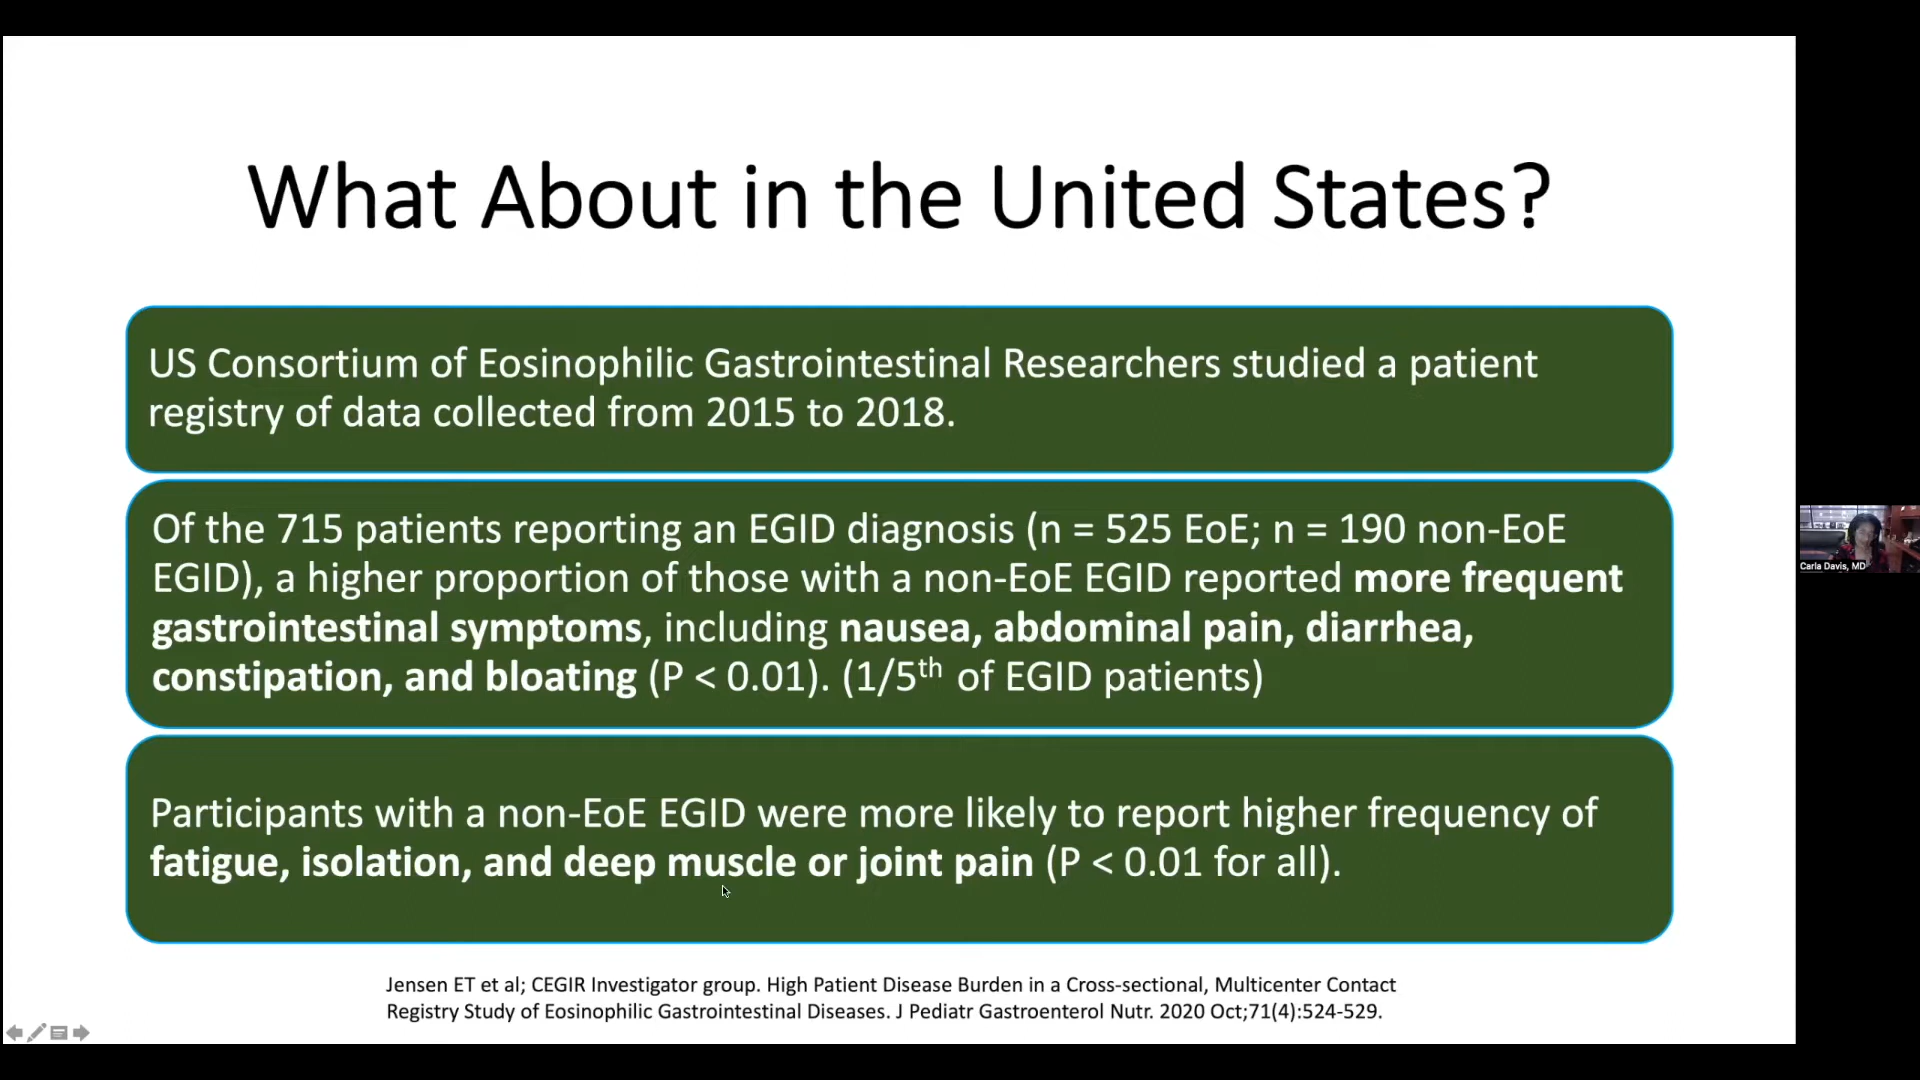 What About in the United States?
US Consortium of Eosinophilic Gastrointestinal Researchers studied a patient
registry of data collected from 2015 to 2018.
Of the 715 patients reporting an EGID diagnosis (n = 525 EoE; n = 190 non-EoE
EGID), a higher proportion of those with a non-EoE EGID reported more frequent
gastrointestinal symptoms, including nausea, abdominal pain, diarrhea,
constipation, and bloating (P < 0.01). (1/5th of EGID patients)
Participants with a non-EoE EGID were more likely to report higher frequency of
fatigue, isolation, and deep muscle or joint pain (P < 0.01 for all).
Jensen ET et al; CEGIR Investigator group. High Patient Disease Burden in a Cross-sectional, Multicenter Contact
Registry Study of Eosinophilic Gastrointestinal Diseases. J Pediatr Gastroenterol Nutr. 2020 Oct;71(4):524-529.
Carla Davis, MD